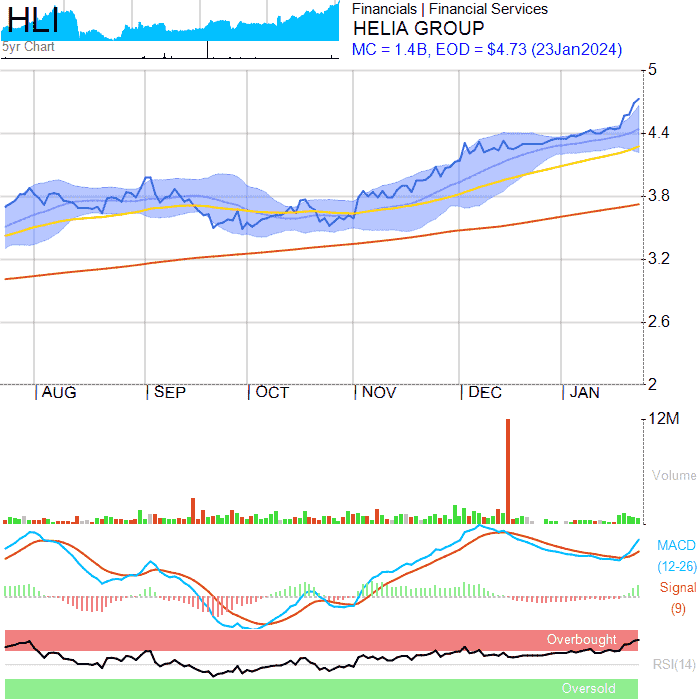 HLI
5yr Chart
Financials | Financial Services
HELIA GROUP
MC = 1.4B, EOD = $4.73 (23Jan2024)
5
4.4
3.8
3.2
2.6
2
AUG SEP OCT NOV DEC JAN
12M
Volume
MACD
(12-26)
Signal
(9)
Overbought
RSI(14)
Oversold